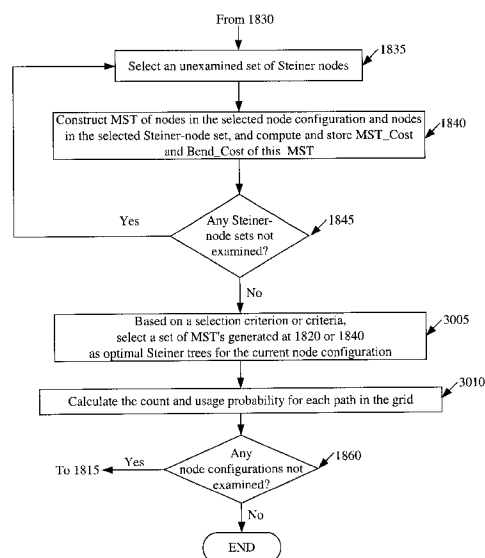 From 1830
1835
Select an unexamined set of Steiner nodes
Construct MST of nodes in the selected node configuration and nodes
in the selected Steiner-node set, and compute and store MST_Cost
and Bend_Cost of this MST
1840
Yes
Any Steiner-
node sets not
examined?
1845
No
Based on a selection criterion or criteria,
select a set of MST's generated at 1820 or 1840
as optimal Steiner trees for the current node configuration
3005
Calculate the count and usage probability for each path in the grid
3010
To 1815
Yes
Any
node configurations not
examined?
1860
No
END